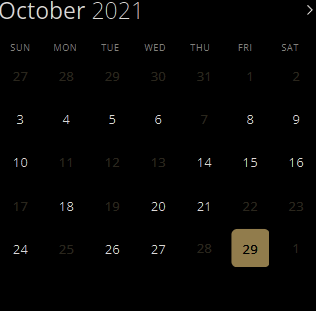 October 2021
SUN MON TUE WED THU FRI SAT
27 28 29 30 31 1 2
3 4 5 6 7 8 9
10 11 12 13 14 15 16
17 18 19 20 21 22 23
24 25 26 27 28 29 1